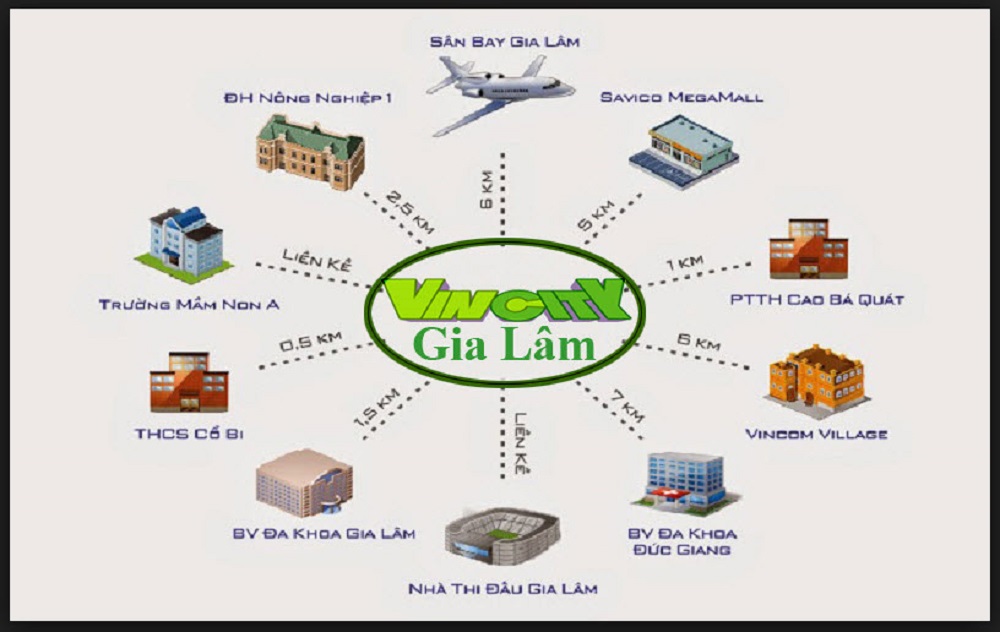 SÂN BAY GIA LÂM
ĐH NÔNG NGHIỆP 1
SAVICO MEGAMALL
6 KM
2,5 KM
5 KM
LIÊN KỀ
1 KM
TRƯỜNG MẦM NON A
PTTH CAO BÁ QUÁT
VINCITY
Gia Lâm
0,5 KM
6 KM
THCS CỔ BI
VINCOM VILLAGE
1,5 KM
LIÊN KỀ
7 KM
BV ĐA KHOA GIA LÂM
BV ĐA KHOA
ĐỨC GIANG
NHÀ THI ĐẤU GIA LÂM